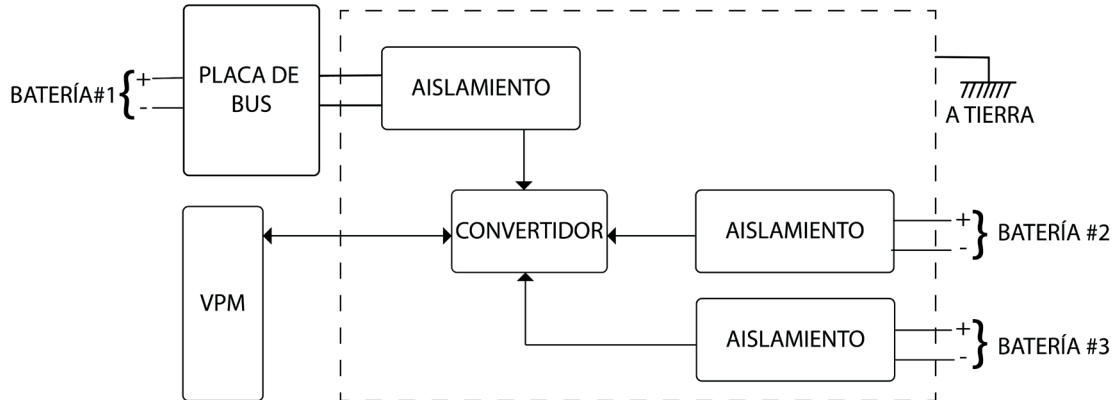 PLACA DE
BUS
BATERÍA#1
+
-
AISLAMIENTO
A TIERRA
CONVERTIDOR
AISLAMIENTO
+
-
BATERÍA #2
VPM
AISLAMIENTO
+
-
BATERÍA #3